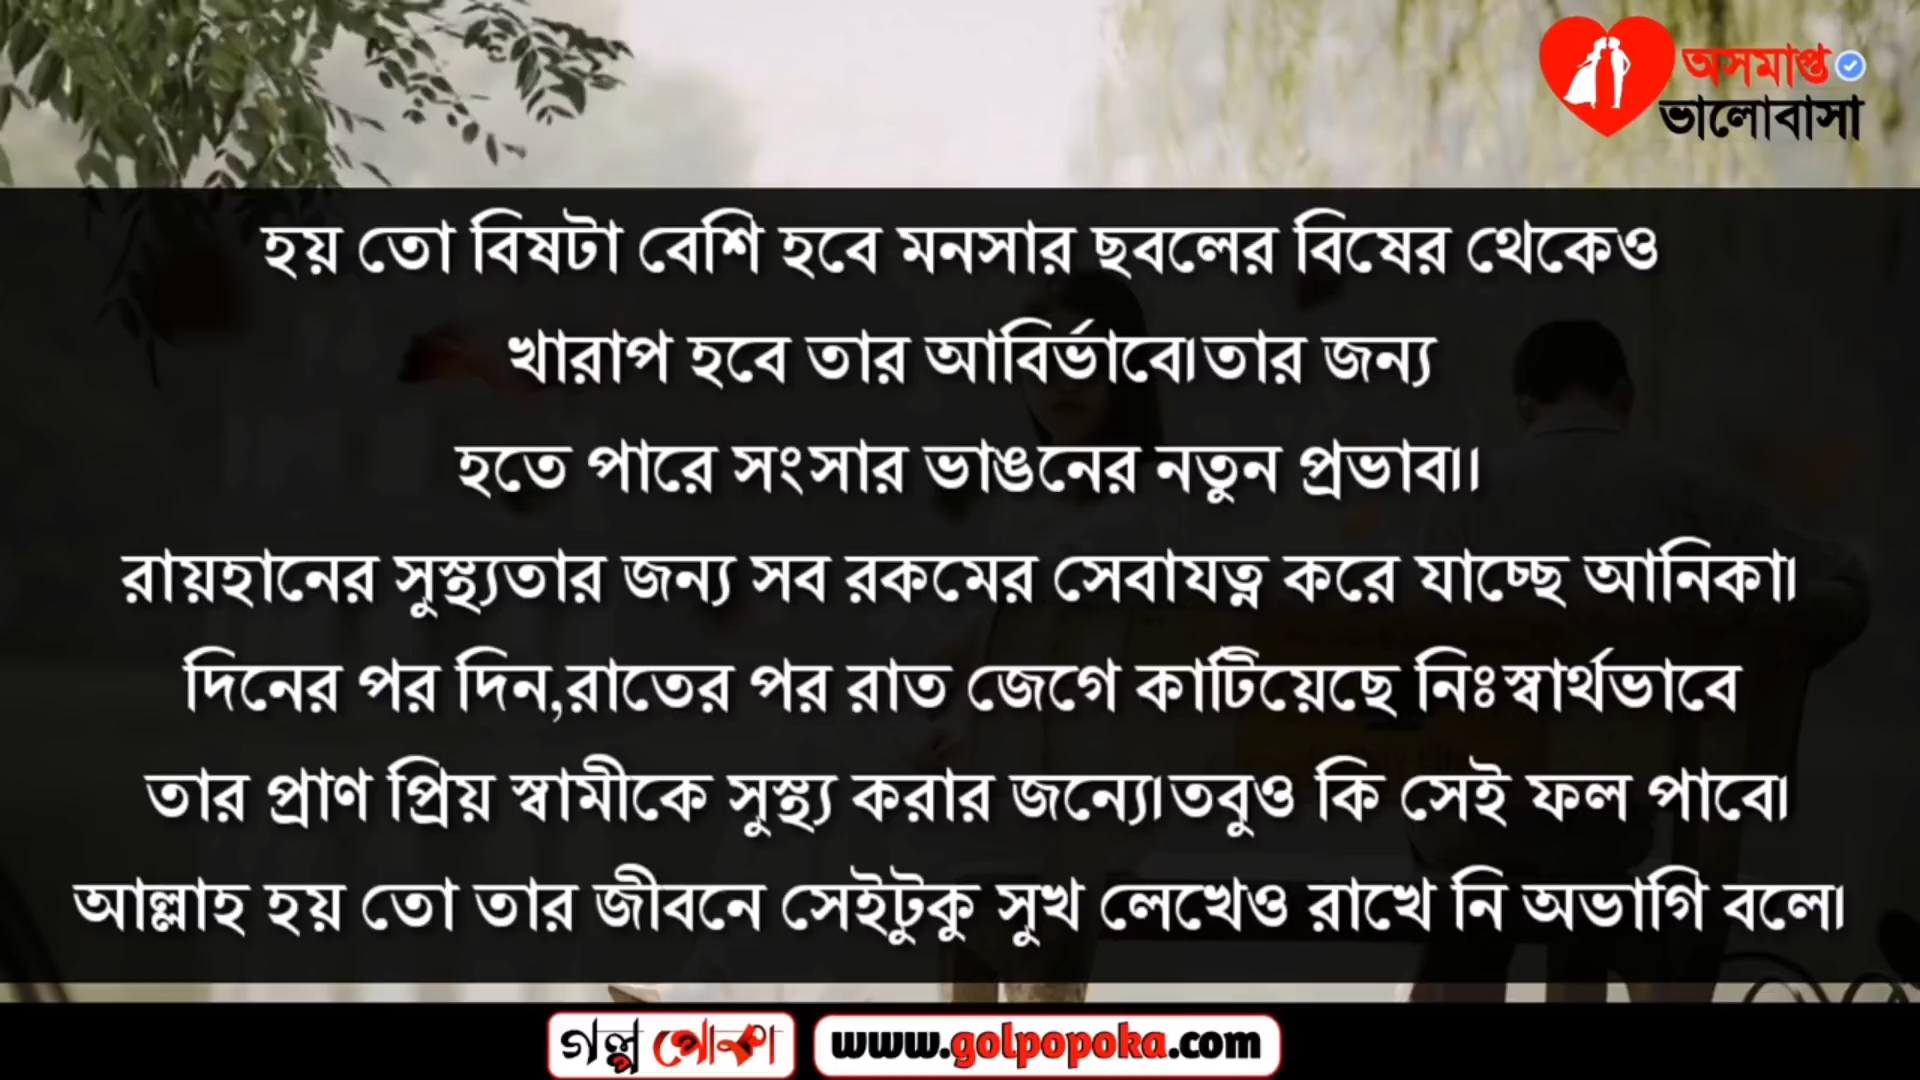 অসমাপ্ত
ভালোবাসা
হয় তো বিষটা বেশি হবে মনসার ছবলের বিষের থেকেও
খারাপ হবে তার আবির্ভাবে।তার জন্য
হতে পারে সংসার ভাঙনের নতুন প্রভাব।।
রায়হানের সুস্থ্যতার জন্য সব রকমের সেবাযত্ন করে যাচ্ছে আনিকা।
দিনের পর দিন,রাতের পর রাত জেগে কাটিয়েছে নিঃস্বার্থভাবে
তার প্রাণ প্রিয় স্বামীকে সুস্থ্য করার জন্যে।তবুও কি সেই ফল পাবে।
আল্লাহ হয় তো তার জীবনে সেইটুকু সুখ লেখেও রাখে নি অভাগি বলে।
গল্প পোকা www.golpopoka.com